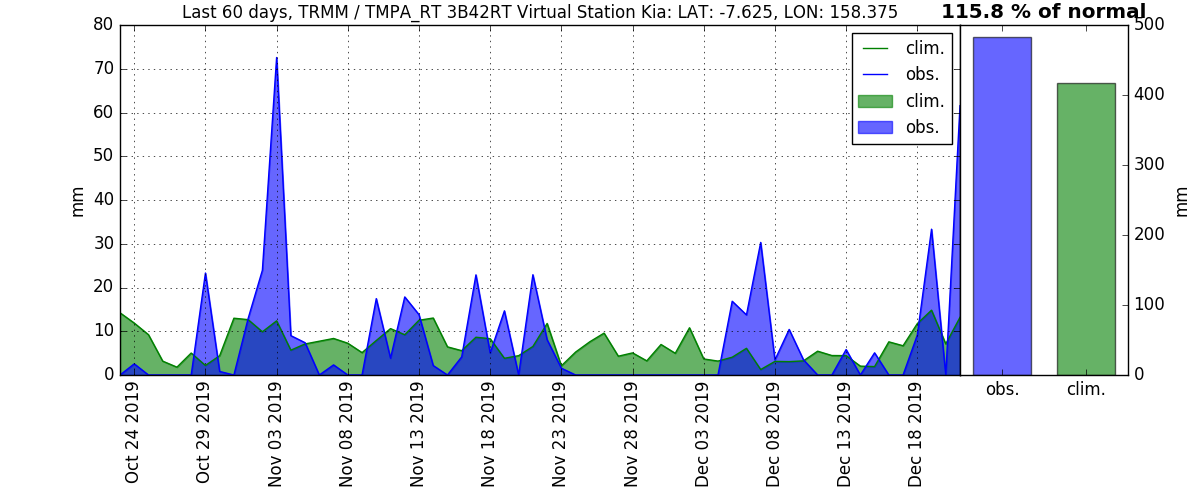 Last 60 days, TRMM / TMPA_RT 3B42RT Virtual Station Kia: LAT: -7.625, LON: 158.375
115.8 % of normal
80
70
60
50
40
30
20
10
0
mm
clim.
obs.
clim.
obs.
500
400
300
200
100
0
mm
obs.
clim.
Oct 24 2019
Oct 29 2019
Nov 03 2019
Nov 08 2019
Nov 13 2019
Nov 18 2019
Nov 23 2019
Nov 28 2019
Dec 03 2019
Dec 08 2019
Dec 13 2019
Dec 18 2019